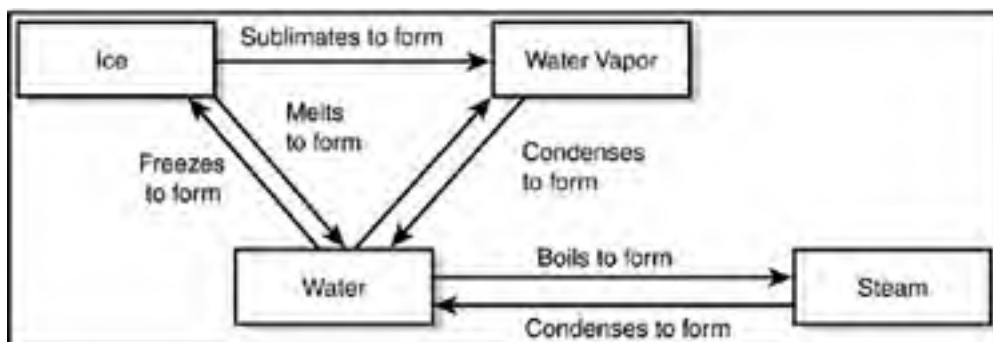 Sublimates to form
Ice
Water Vapor
Melts
to form
Freezes
to form
Condenses
to form
Boils to form
Water
Steam
Condenses to form